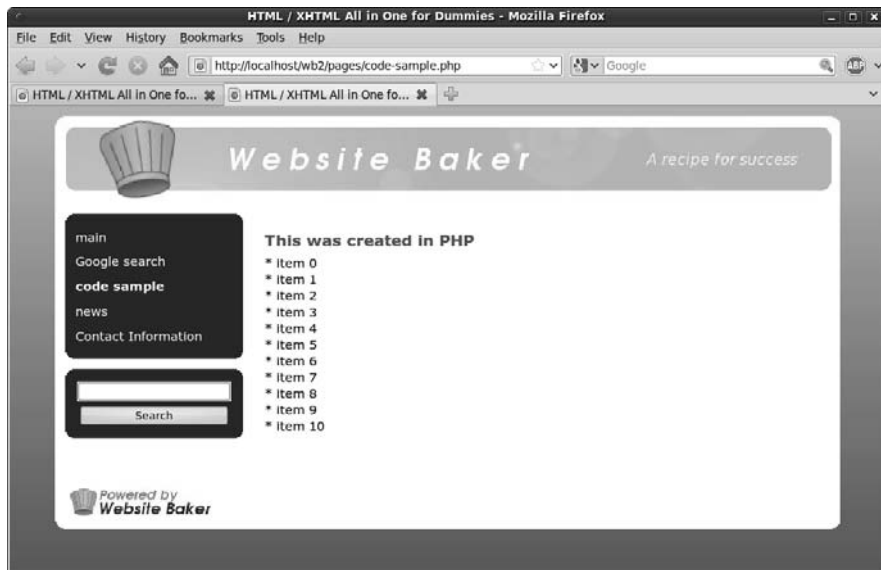 HTML / XHTML All in One for Dummies - Mozilla Firefox
File Edit View History Bookmarks Tools Help
http://localhost/wb2/pages/code-sample.php
Google
HTML / XHTML All in One fo...
HTML / XHTML All in One fo...
Website Baker
A recipe for success
main
Google search
code sample
news
Contact Information
Search
This was created in PHP
* item 0
* item 1
* item 2
* item 3
* item 4
* item 5
* item 6
* item 7
* item 8
* item 9
* item 10
Powered by
Website Baker